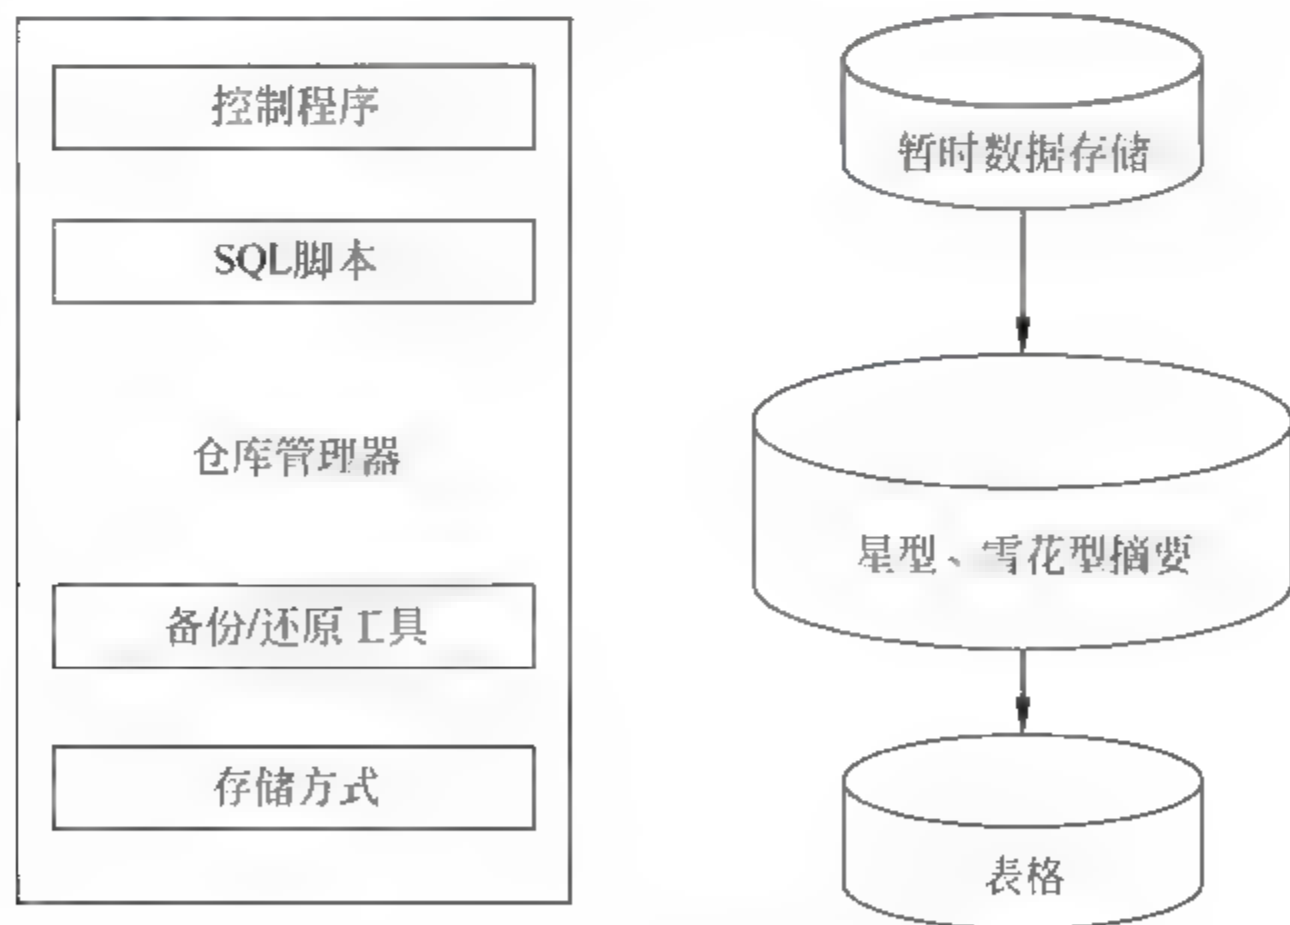 控制程序
SQL脚本
仓库管理器
备份/还原工具
存储方式
暂时数据存储
星型、雪花型摘要
表格